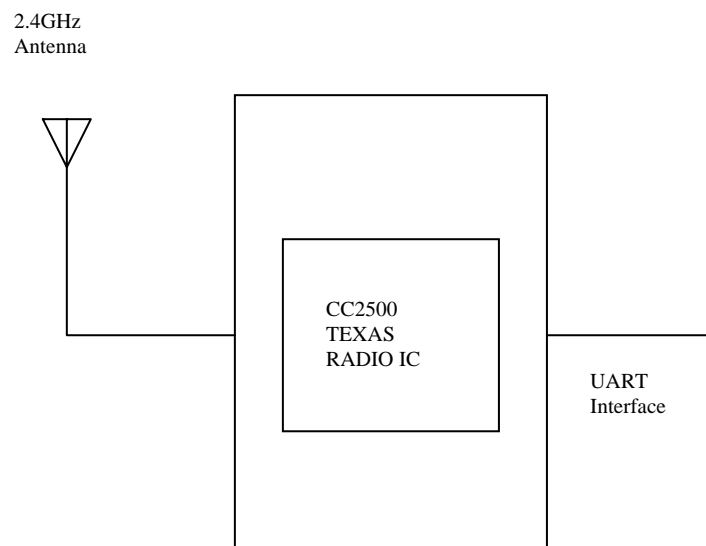 2.4GHz
Antenna
CC2500
TEXAS
RADIO IC
UART
Interface